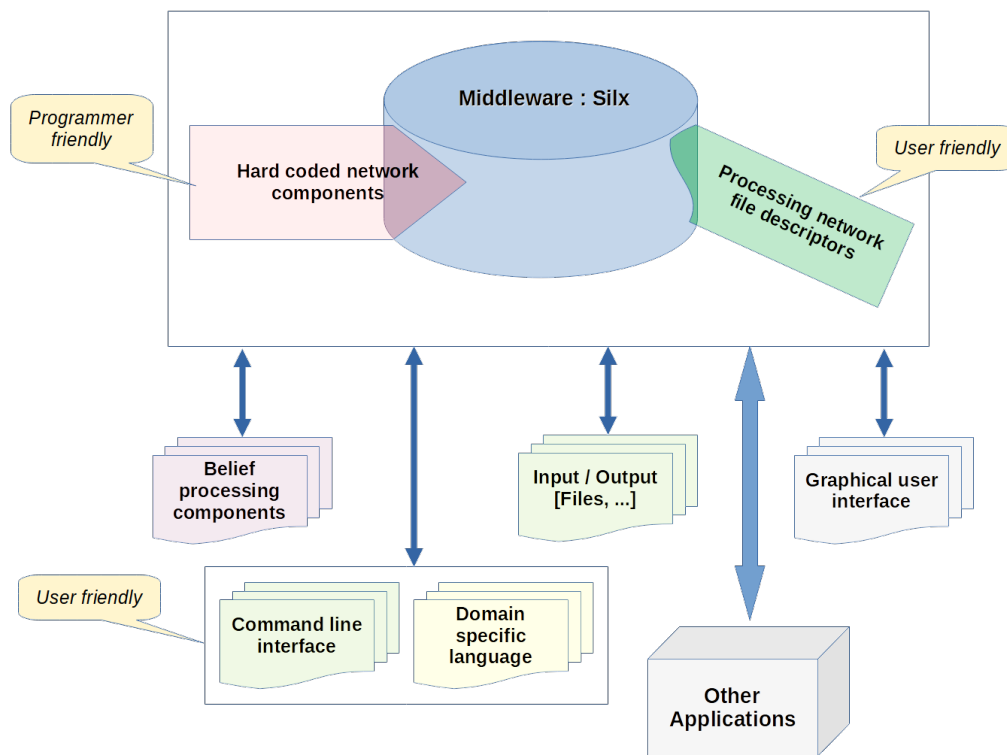 Middleware : Silx
Programmer
friendly
Hard coded network
components
User friendly
Processing network
file descriptors
Belief
processing
components
Input / Output
[Files, ...]
Graphical user
interface
User friendly
Command line
interface
Domain
specific
language
Other
Applications